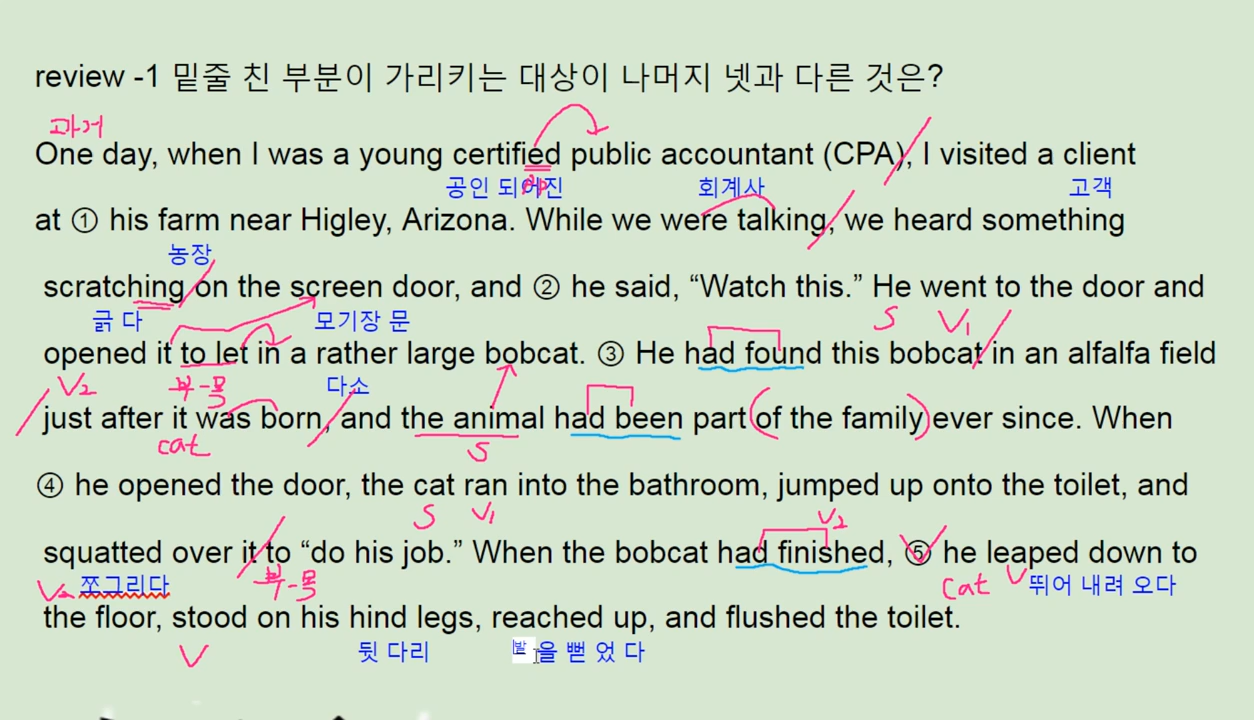 review -1 밑줄 친 부분이 가리키는 대상이 나머지 넷과 다른 것은?
과거
One day, when I was a young certified public accountant (CPA), I visited a client
공인 되어진 회계사 고객
at ① his farm near Higley, Arizona. While we were talking, we heard something
농장
scratching on the screen door, and ② he said, “Watch this.” He went to the door and
긁 다 모기장 문 S V₁
opened it to let in a rather large bobcat. ③ He had found this bobcat in an alfalfa field
V₂ 부-목 다소
just after it was born, and the animal had been part of the family ever since. When
cat S
④ he opened the door, the cat ran into the bathroom, jumped up onto the toilet, and
S V₁ V₂
squatted over it to “do his job.” When the bobcat had finished, ⑤ he leaped down to
쪼그리다 부-목 cat V 뛰어 내려 오다
the floor, stood on his hind legs, reached up, and flushed the toilet.
V 뒷 다리 발을 뻗 었 다